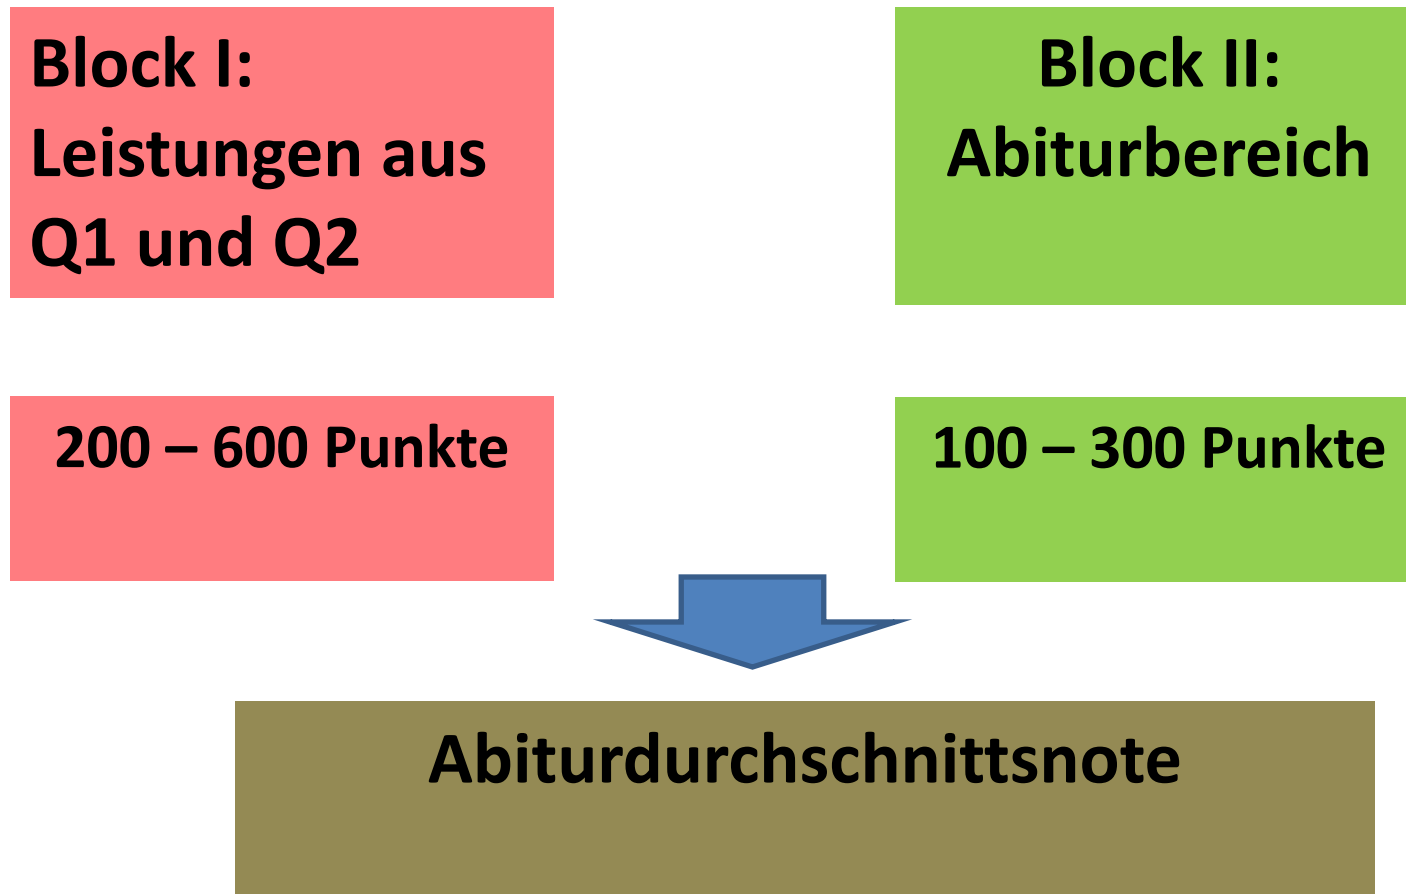 Block I:
Leistungen aus
Q1 und Q2
Block II:
Abiturbereich
200 – 600 Punkte
100 – 300 Punkte
Abiturdurchschnittsnote